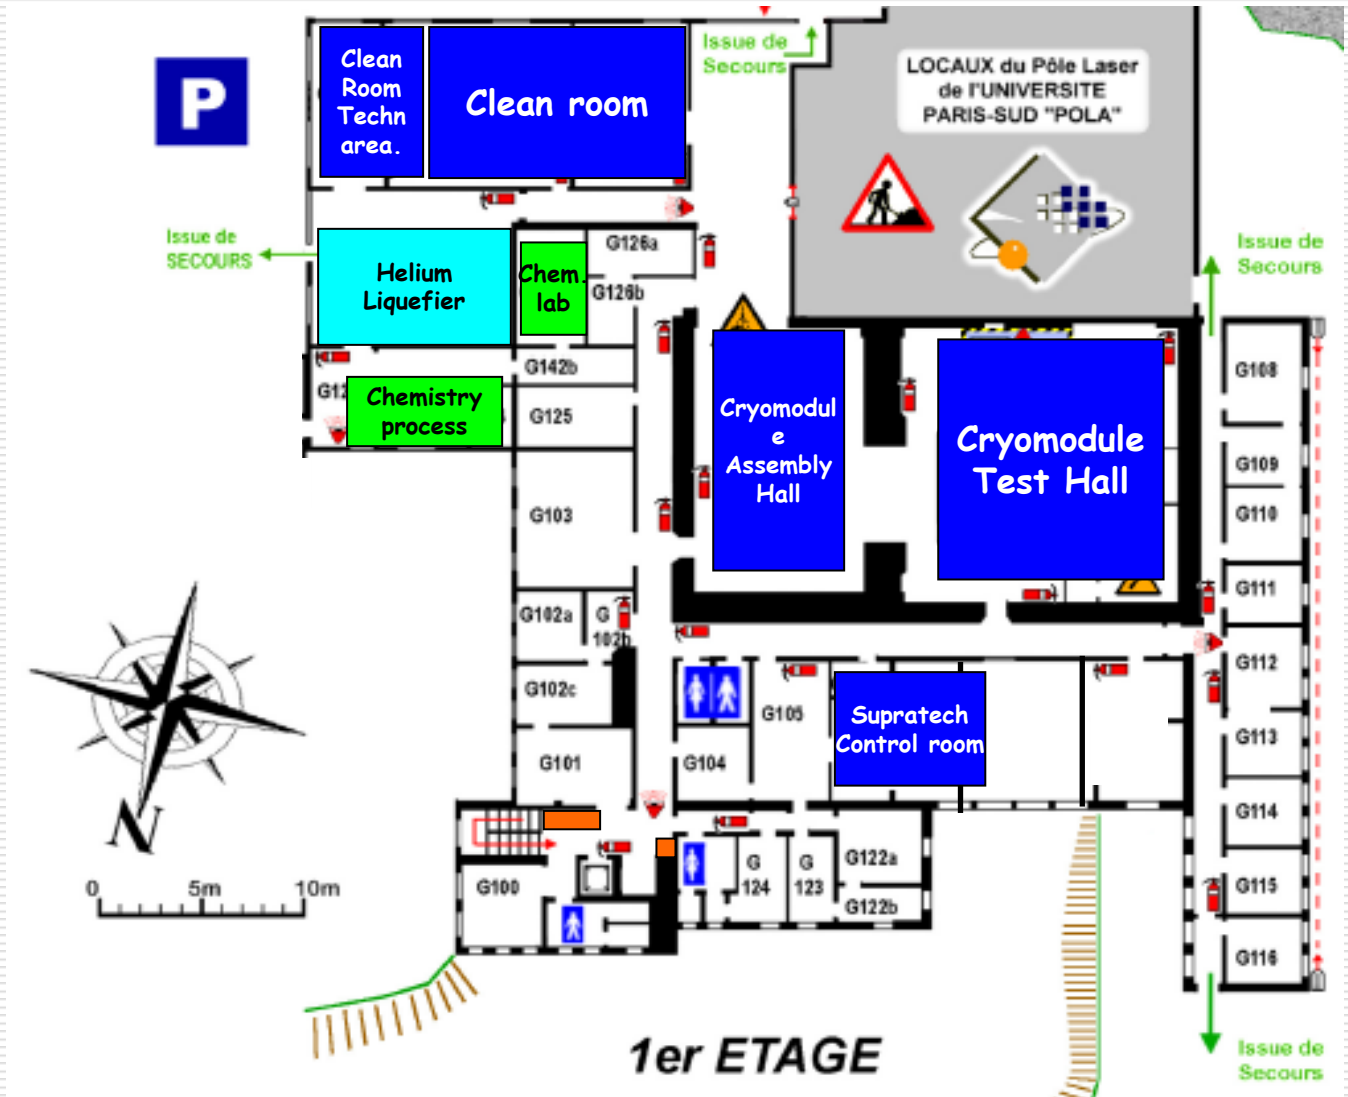 Issue de
Secours
LOCAUX du Pôle Laser
de l'UNIVERSITE
PARIS-SUD "POLA"
P
Clean
Room
Techn
area.
Clean room
Issue de
SECOURS
Helium
Liquefier
Chem.
lab
G126a
G126b
Issue de
Secours
G142b
Chemistry
process
G125
G103
Cryomodul
e
Assembly
Hall
Cryomodule
Test Hall
G108
G109
G110
G111
G102a
G
102b
G102c
G101
G112
G113
G114
G115
G116
G105
G104
Supratech
Control room
N
0
5m
10m
G100
G
124
G
123
G122a
G122b
1er ETAGE
Issue de
Secours